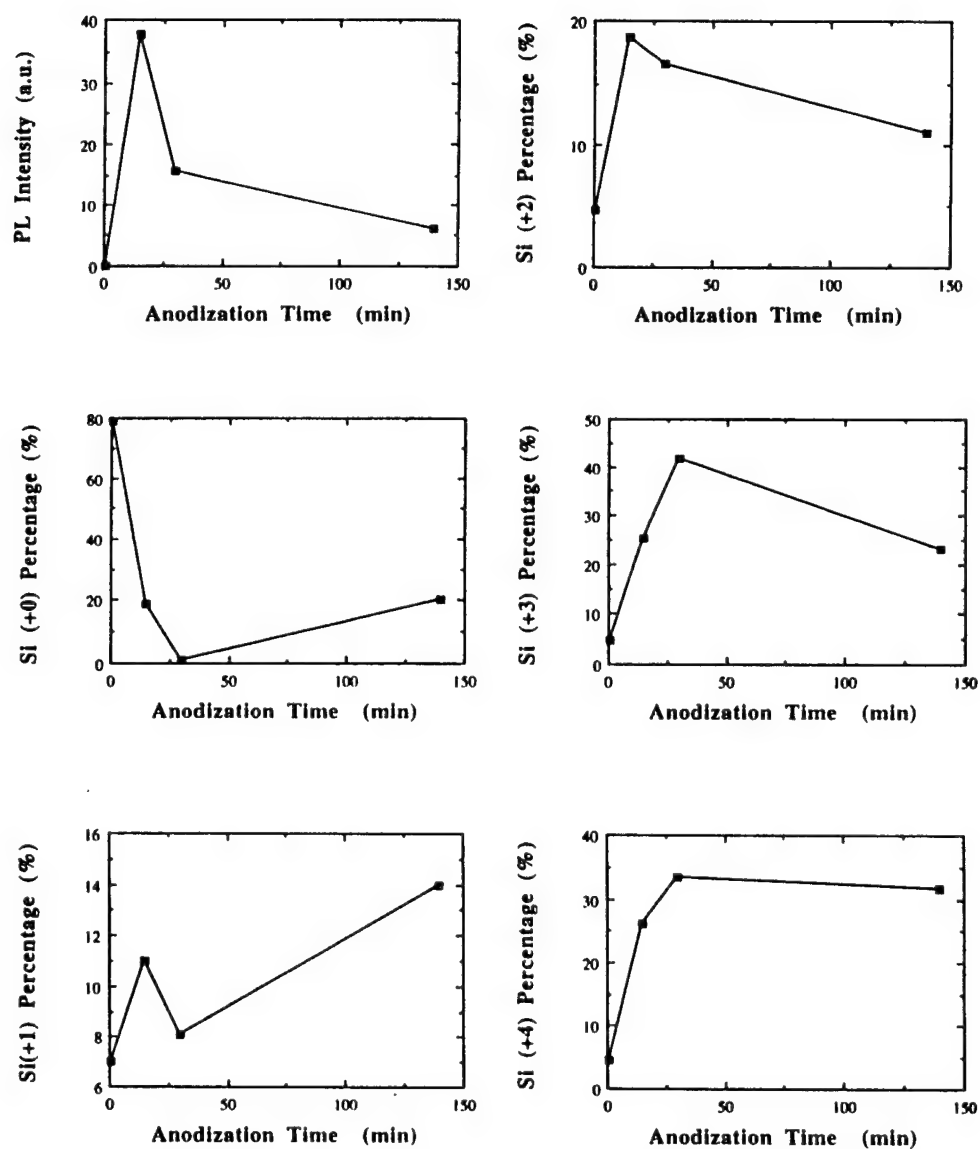 PL Intensity (a.u.)
40
30
20
10
0
0 50 100 150
Anodization Time (min)
Si (+2) Percentage (%)
20
10
0
0 50 100 150
Anodization Time (min)
Si (+0) Percentage (%)
80
60
40
20
0
0 50 100 150
Anodization Time (min)
Si (+3) Percentage (%)
50
40
30
20
10
0
0 50 100 150
Anodization Time (min)
Si(+1) Percentage (%)
16
14
12
10
8
6
0 50 100 150
Anodization Time (min)
Si (+4) Percentage (%)
40
30
20
10
0
0 50 100 150
Anodization Time (min)